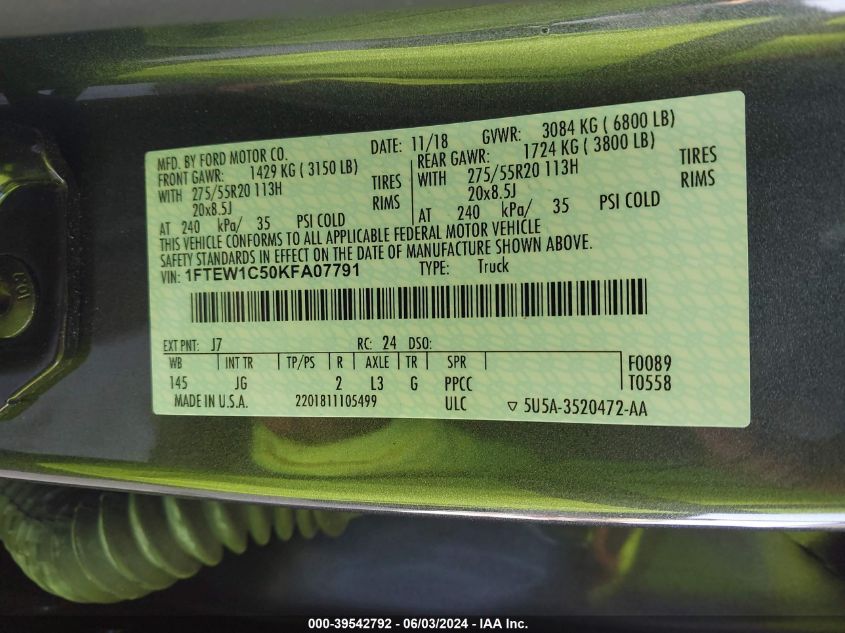 MFD. BY FORD MOTOR CO.
DATE: 11/18 GVWR: 3084 KG ( 6800 LB)
FRONT GAWR: 1429 KG ( 3150 LB)
WITH 275/55R20 113H TIRES
20x8.5J RIMS
AT 240 kPa/ 35 PSI COLD
REAR GAWR: 1724 KG ( 3800 LB)
WITH 275/55R20 113H TIRES
20x8.5J RIMS
AT 240 kPa/ 35 PSI COLD
THIS VEHICLE CONFORMS TO ALL APPLICABLE FEDERAL MOTOR VEHICLE
SAFETY STANDARDS IN EFFECT ON THE DATE OF MANUFACTURE SHOWN ABOVE.
VIN: 1FTEW1C50KFA07791 TYPE: Truck
EXT PNT: J7 RC: 24 DSO:
WB INT TR TP/PS R AXLE TR SPR F0089
145 JG 2 L3 G PPCC T0558
MADE IN U.S.A. 2201811105499 ULC ▽ 5U5A-3520472-AA
000-39542792 - 06/03/2024 - IAA Inc.